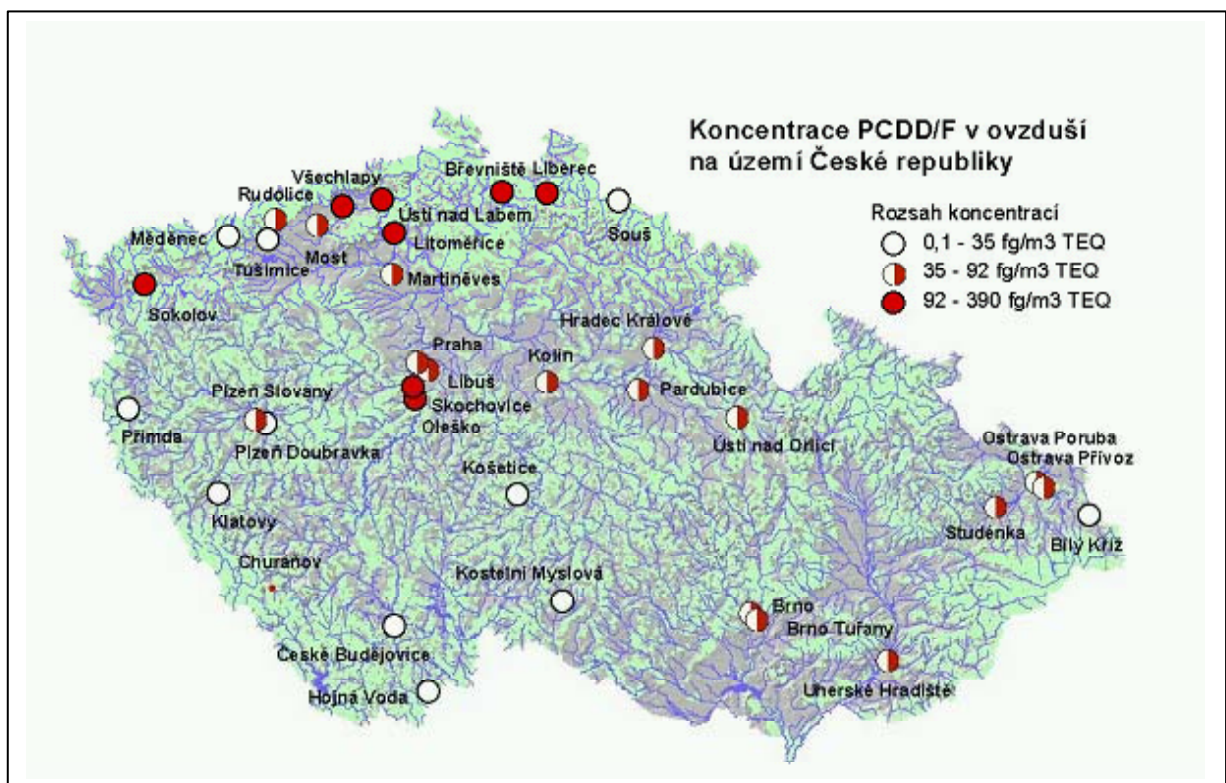 Koncentrace PCDD/F v ovzduší
na území České republiky
Rozsah koncentrací
0,1 - 35 fg/m3 TEQ
35 - 92 fg/m3 TEQ
92 - 390 fg/m3 TEQ
Břevniště
Liberec
Všechlapy
Rudolice
Ústí nad Labem
Souš
Měděnec
Litoměřice
Most
Tušimice
Martiněves
Sokolov
Hradec Králové
Praha
Kolín
Libuš
Plzeň Slovany
Pardubice
Skochovice
Oleško
Přimda
Ústí nad Orlicí
Plzeň Doubravka
Ostrava Poruba
Ostrava Přívoz
Košetice
Klatovy
Studénka
Bílý Kříž
Churáňov
Kostelní Myslová
Brno
Brno Tuřany
České Budějovice
Uherské Hradiště
Hojná Voda